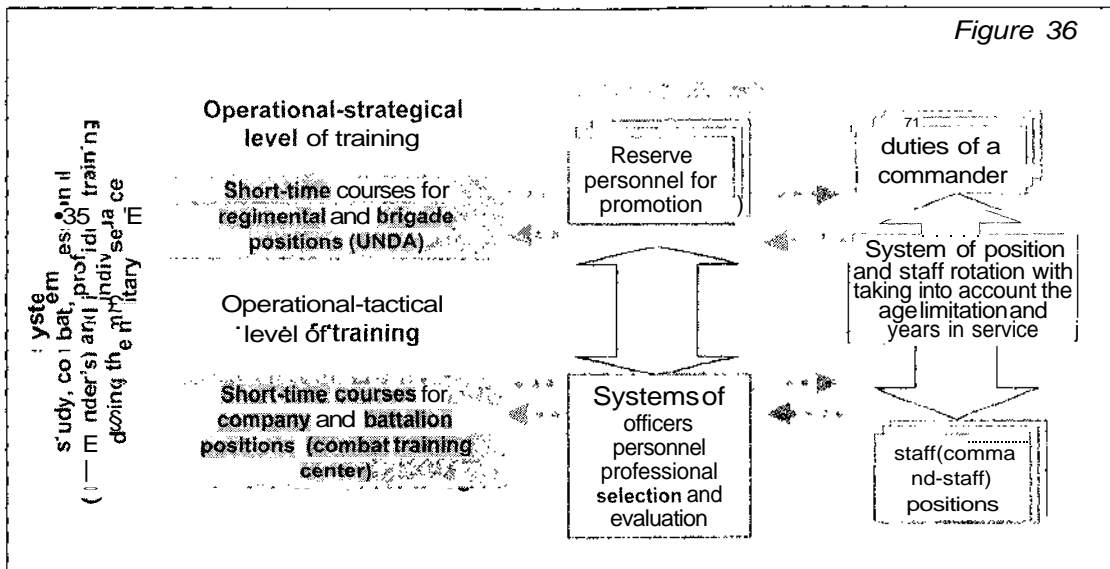 Figure 36
Operational-strategical
level of training
Short-time courses for
regimental and brigade
positions (UNDA)
Operational-tactical
level of training
Short-time courses for
company and battalion
positions (combat training
center)
Reserve
personnel for
promotion
Systems of
officers
personnel
professional
selection and
evaluation
71
duties of a
commander
System of position
and staff rotation with
taking into account the
age limitation and
years in service
staff(comma
nd-staff)
positions